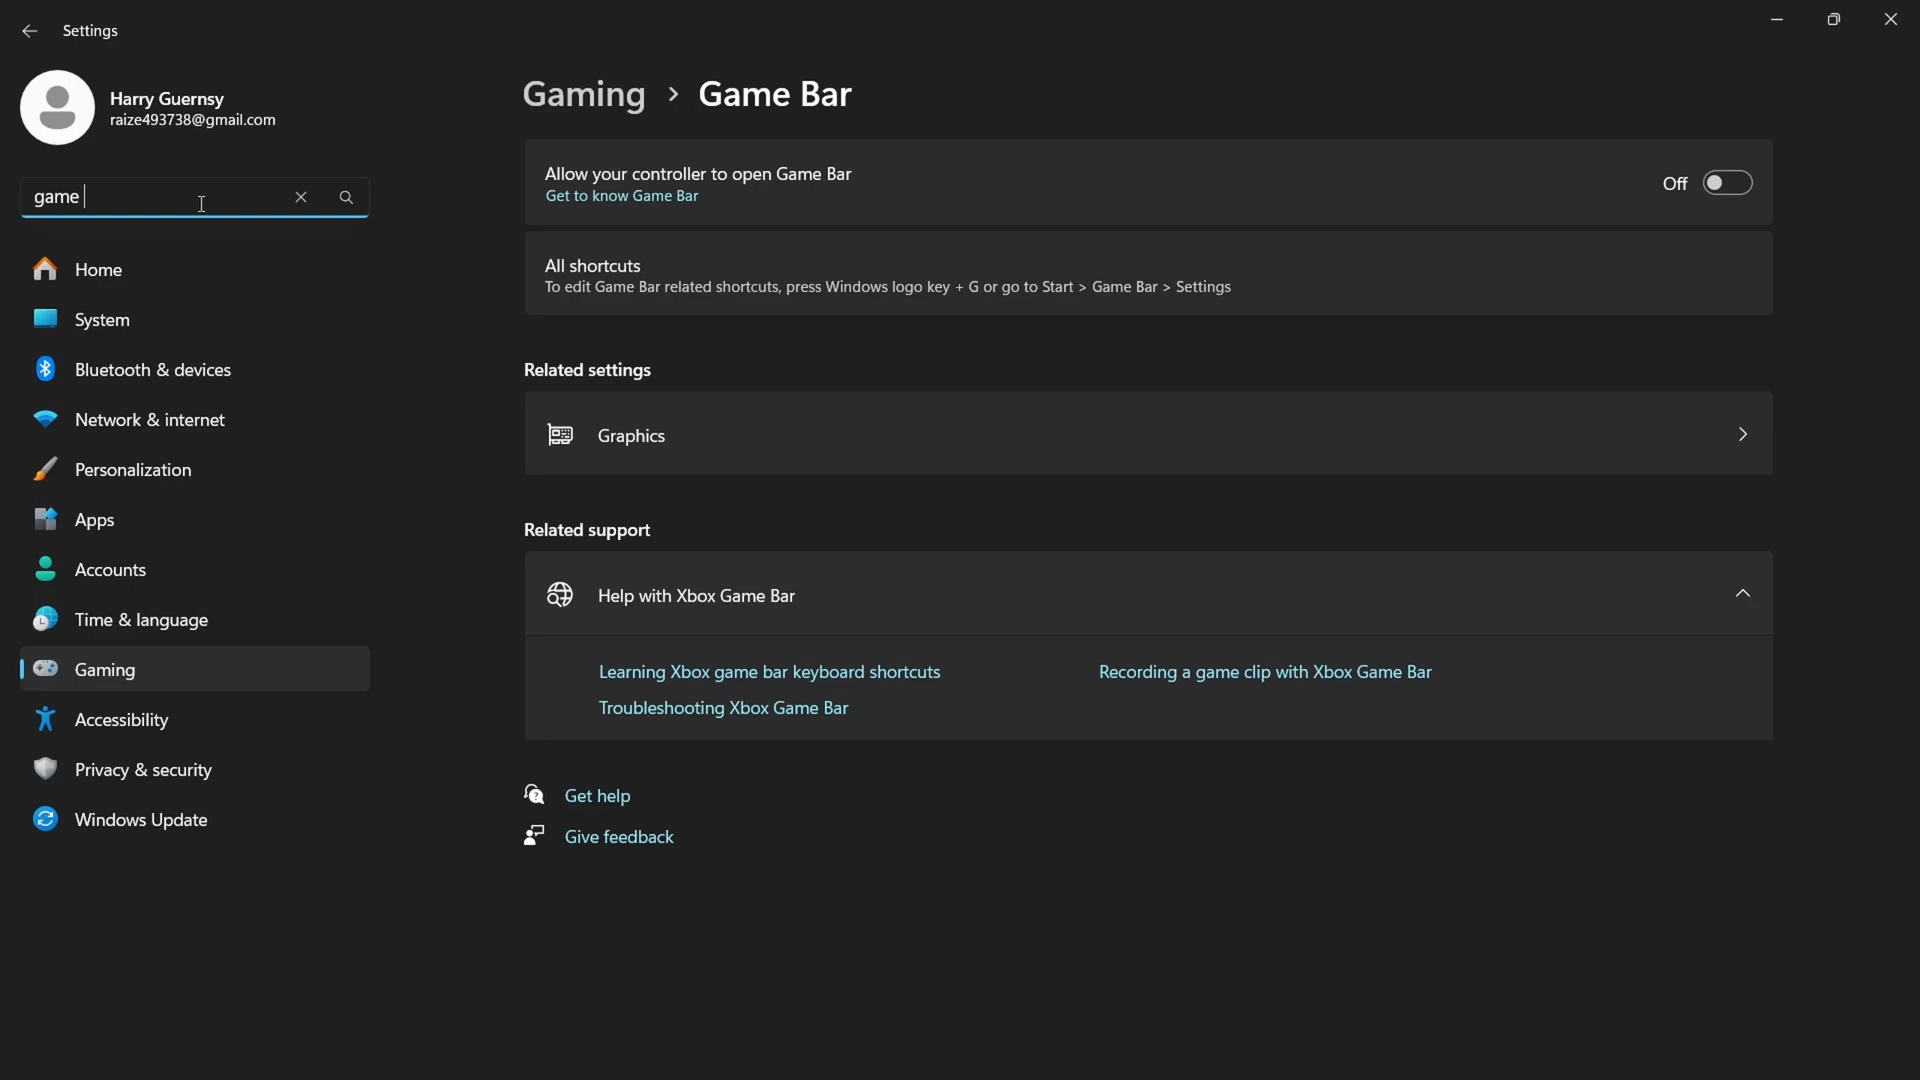 Settings
Harry Guernsy
raize493738@gmail.com
game
Home
System
Bluetooth & devices
Network & internet
Personalization
Apps
Accounts
Time & language
Gaming
Accessibility
Privacy & security
Windows Update
Gaming > Game Bar
Allow your controller to open Game Bar
Get to know Game Bar
Off
All shortcuts
To edit Game Bar related shortcuts, press Windows logo key + G or go to Start > Game Bar > Settings
Related settings
Graphics
Related support
Help with Xbox Game Bar
Learning Xbox game bar keyboard shortcuts
Recording a game clip with Xbox Game Bar
Troubleshooting Xbox Game Bar
Get help
Give feedback